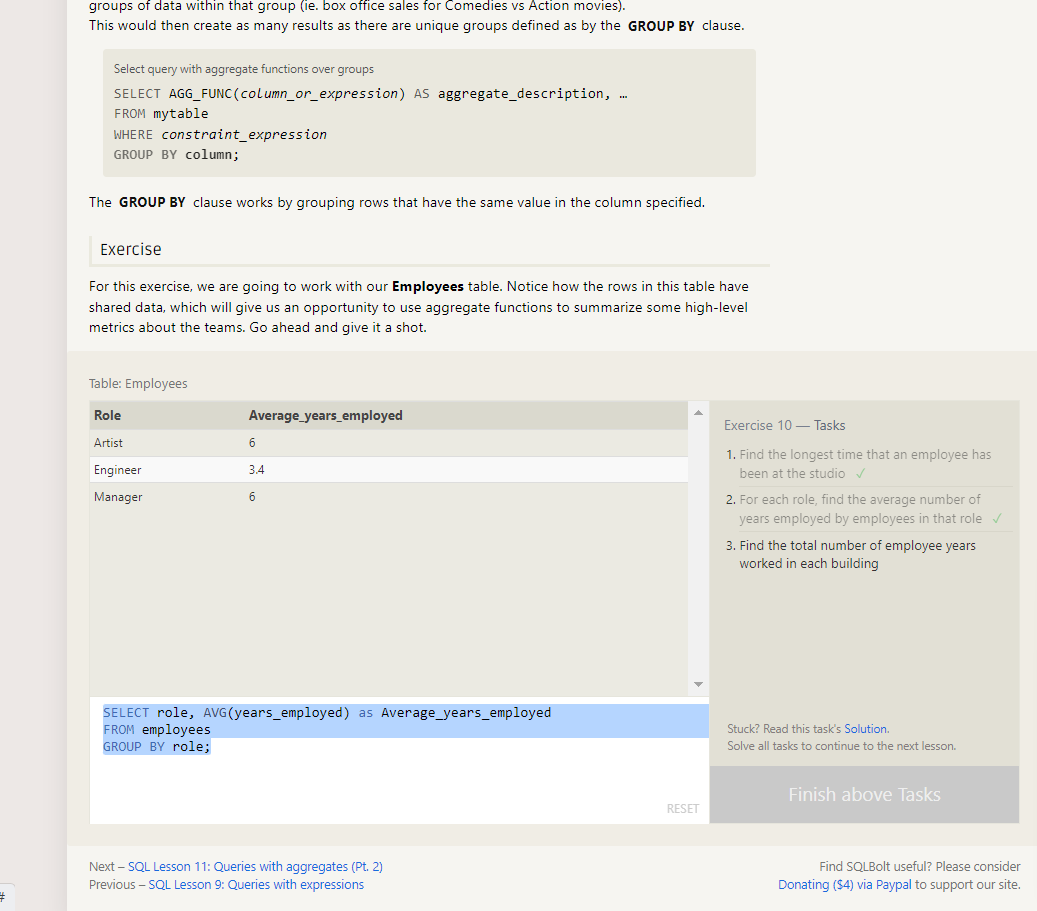 groups of data within that group (ie. box office sales for Comedies vs Action movies).
This would then create as many results as there are unique groups defined as by the GROUP BY clause.
Select query with aggregate functions over groups
SELECT AGG_FUNC(column_or_expression) AS aggregate_description, …
FROM mytable
WHERE constraint_expression
GROUP BY column;
The GROUP BY clause works by grouping rows that have the same value in the column specified.
Exercise
For this exercise, we are going to work with our Employees table. Notice how the rows in this table have
shared data, which will give us an opportunity to use aggregate functions to summarize some high-level
metrics about the teams. Go ahead and give it a shot.
Table: Employees
Role Average_years_employed
Artist 6
Engineer 3.4
Manager 6
SELECT role, AVG(years_employed) as Average_years_employed
FROM employees
GROUP BY role;
RESET
Exercise 10 — Tasks
1. Find the longest time that an employee has
been at the studio ✓
2. For each role, find the average number of
years employed by employees in that role ✓
3. Find the total number of employee years
worked in each building
Stuck? Read this task's Solution.
Solve all tasks to continue to the next lesson.
Finish above Tasks
Next – SQL Lesson 11: Queries with aggregates (Pt. 2)
Previous – SQL Lesson 9: Queries with expressions
Find SQLBolt useful? Please consider
Donating ($4) via Paypal to support our site.
#